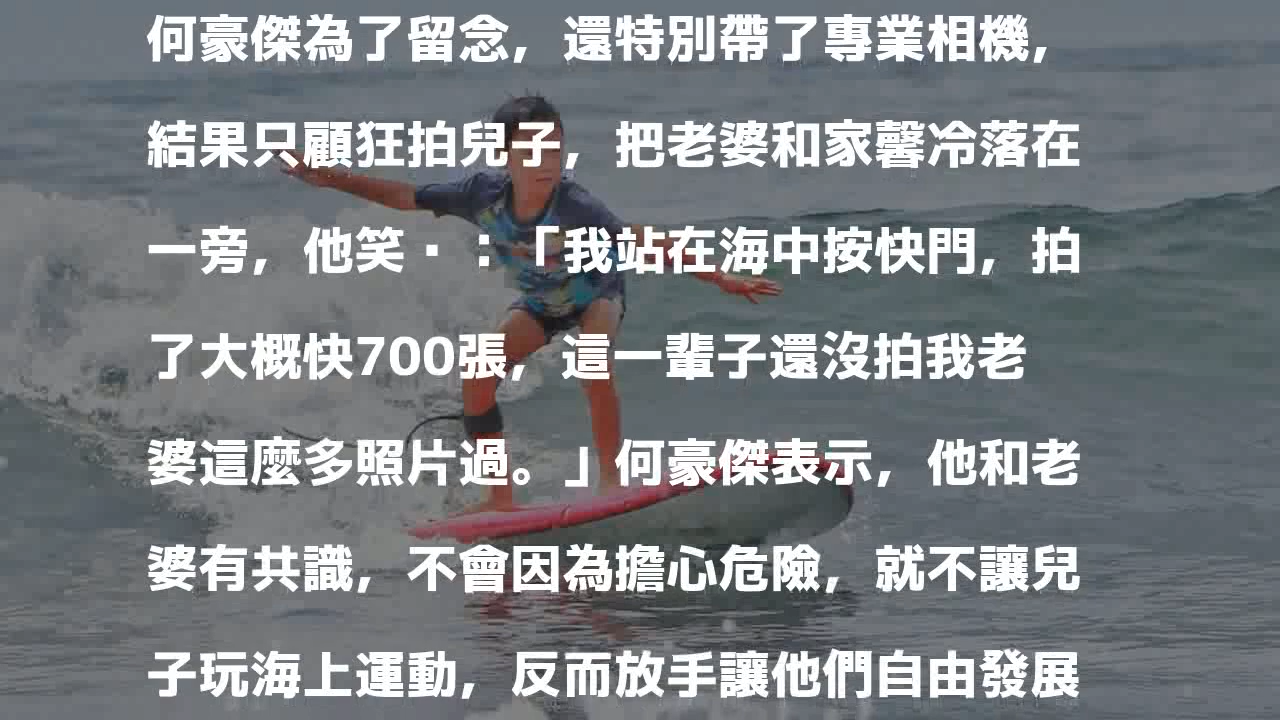 何豪傑為了留念，還特別帶了專業相機，
結果只顧狂拍兒子，把老婆和家馨冷落在
一旁，他笑▪：「我站在海中按快門，拍
了大概快700張，這一輩子還沒拍我老
婆這麼多照片過。」何豪傑表示，他和老
婆有共識，不會因為擔心危險，就不讓兒
子玩海上運動，反而放手讓他們自由發展